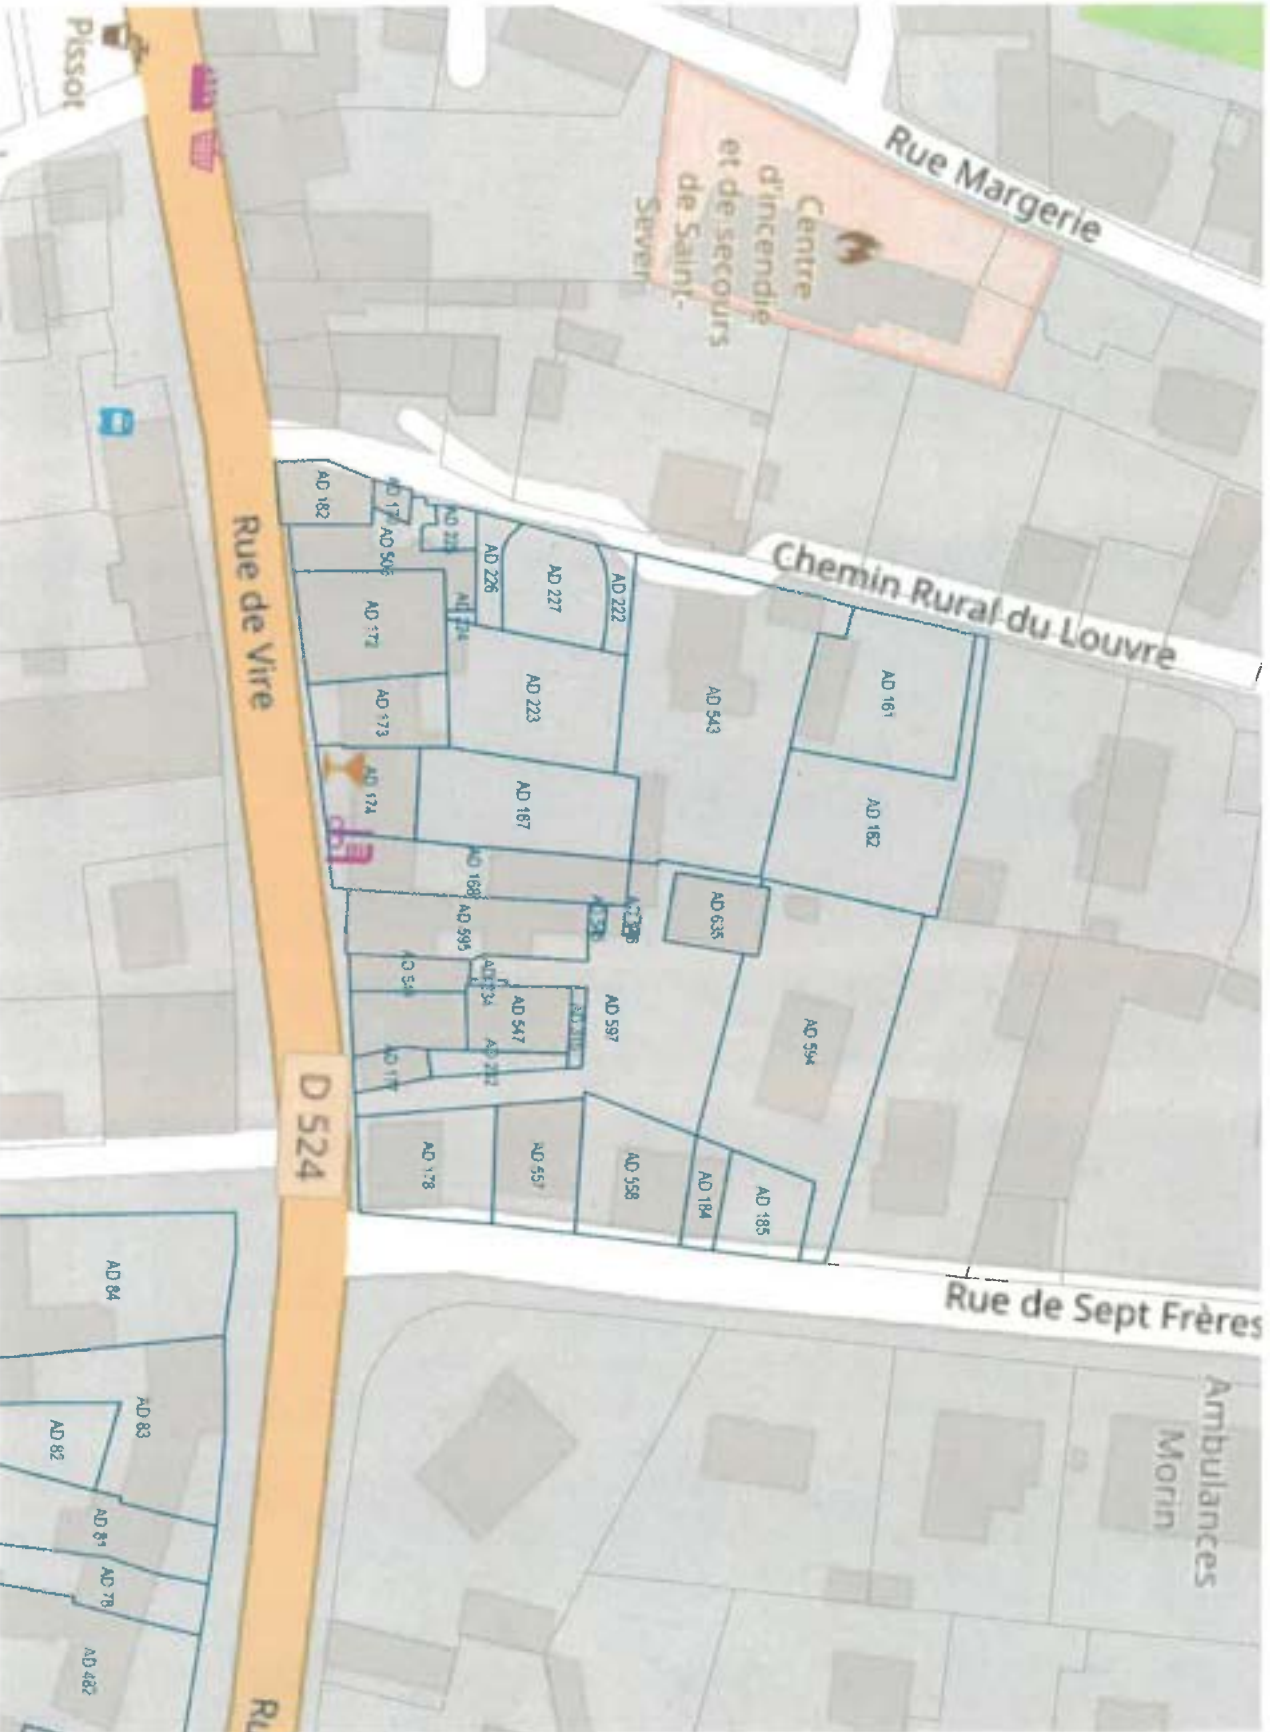 Pissot
Rue Margerie
Centre
d'incendie
et de secours
de Saint-
Sever
Chemin Rural du Louvre
Rue de Vire
D 524
Rue de Sept Frères
Ambulances
Morin
AD 182
AD 506
AD 226
AD 227
AD 222
AD 172
AD 224
AD 173
AD 223
AD 543
AD 161
AD 174
AD 167
AD 162
AD 168
AD 595
AD 635
AD 547
AD 597
AD 594
AD 178
AD 557
AD 558
AD 184
AD 185
AD 84
AD 83
AD 82
AD 81
AD 78
AD 482
Ru